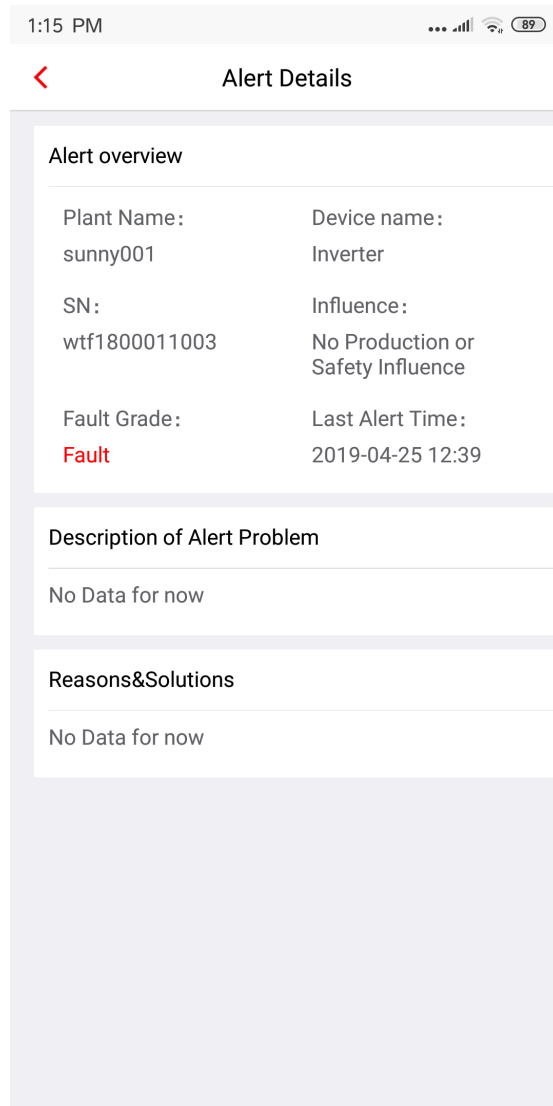 1:15 PM
89
Alert Details
Alert overview
Plant Name:
Device name:
sunny001
Inverter
SN:
Influence:
wtf1800011003
No Production or
Safety Influence
Fault Grade:
Last Alert Time:
Fault
2019-04-25 12:39
Description of Alert Problem
No Data for now
Reasons&Solutions
No Data for now